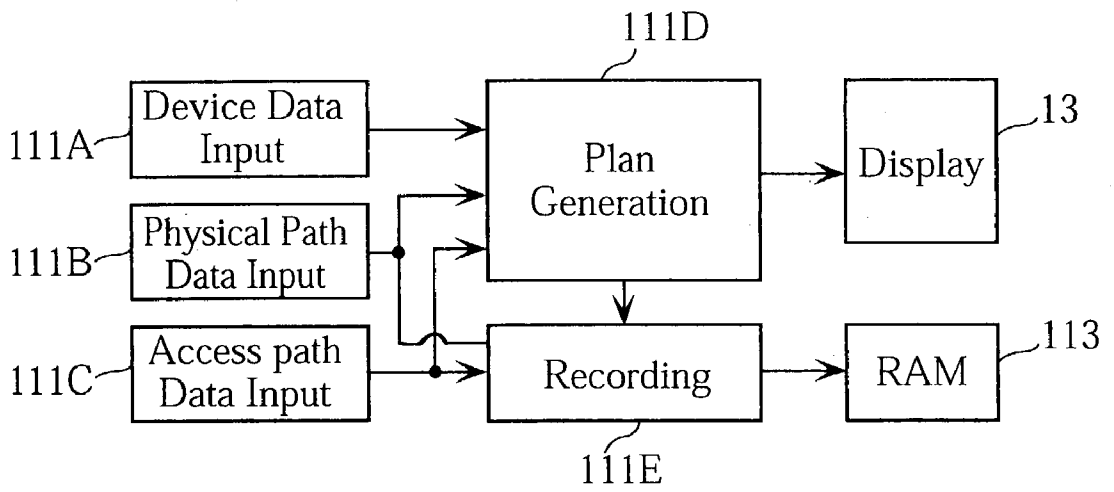 111D
Device Data
Input
111A
Plan
Generation
13
Display
Physical Path
Data Input
111B
Access path
Data Input
111C
Recording
113
RAM
111E